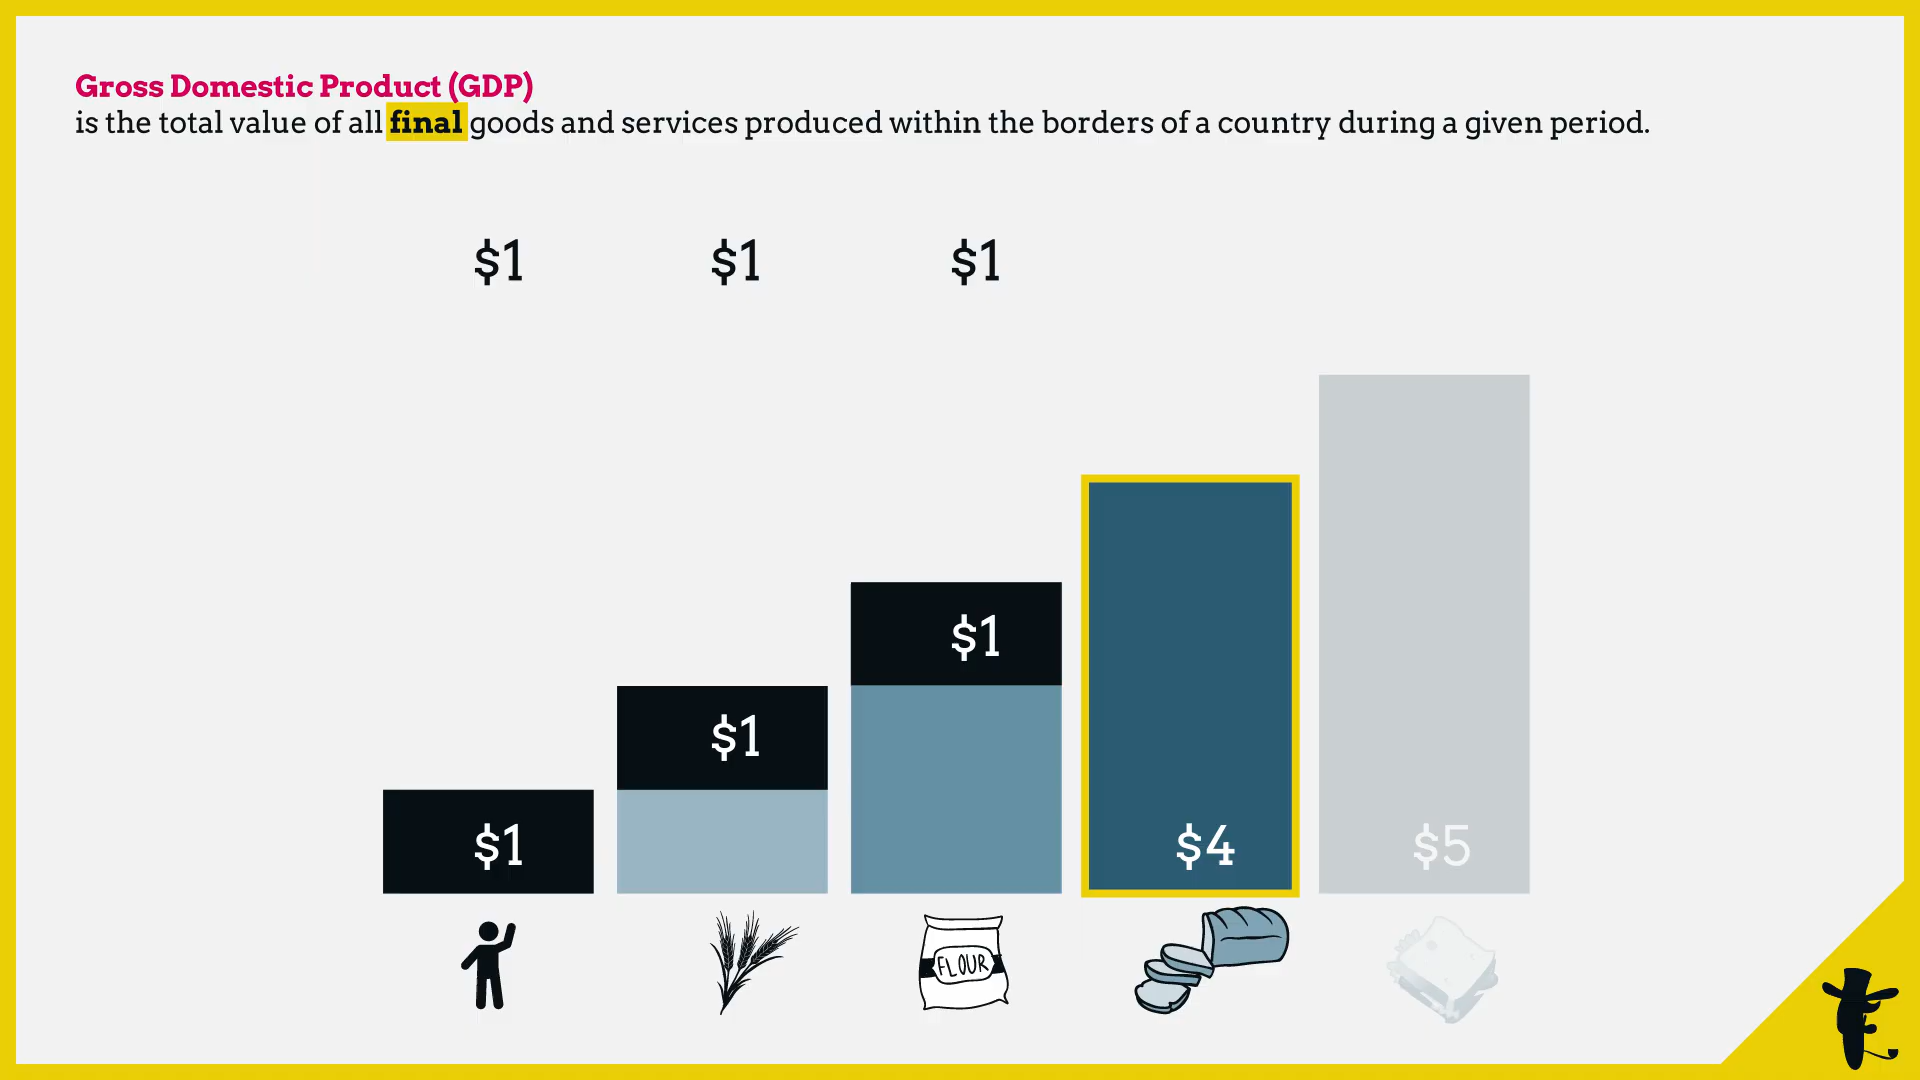 Gross Domestic Product (GDP)
is the total value of all final goods and services produced within the borders of a country during a given period.
$1 $1 $1
$1
$1
$1 $4 $5
FLOUR